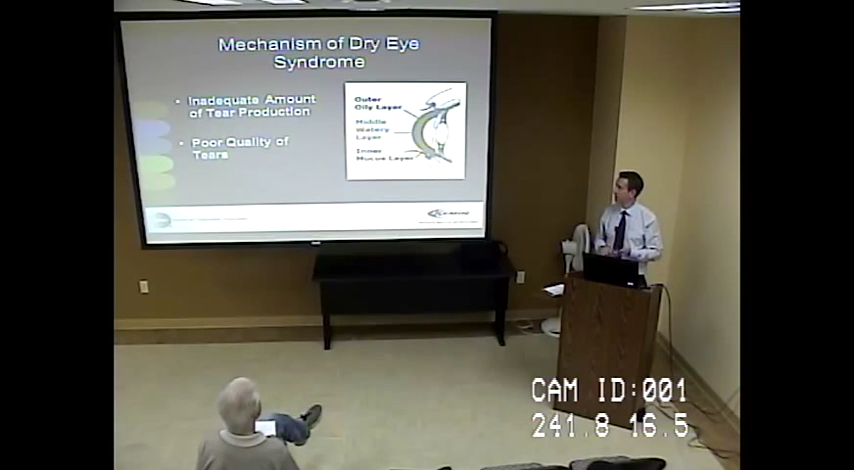 Mechanism of Dry Eye
Syndrome
• Inadequate Amount
of Tear Production
• Poor Quality of
Tears
Outer
Oily Layer
Middle
Watery
Layer
Inner
Mucus Layer
CAM ID:001
241.8 16.5